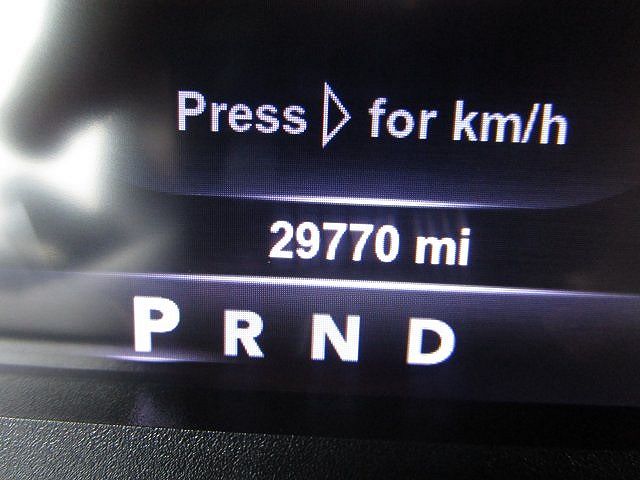 Press ▷ for km/h
29770 mi
P R N D